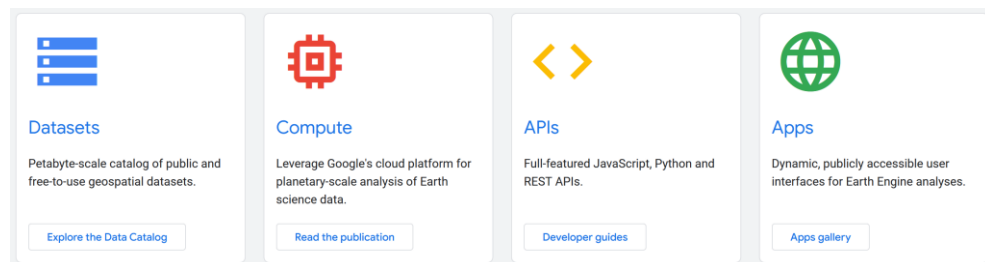 Datasets
Petabyte-scale catalog of public and
free-to-use geospatial datasets.
Explore the Data Catalog
Compute
Leverage Google's cloud platform for
planetary-scale analysis of Earth
science data.
Read the publication
APIs
Full-featured JavaScript, Python and
REST APIs.
Developer guides
Apps
Dynamic, publicly accessible user
interfaces for Earth Engine analyses.
Apps gallery